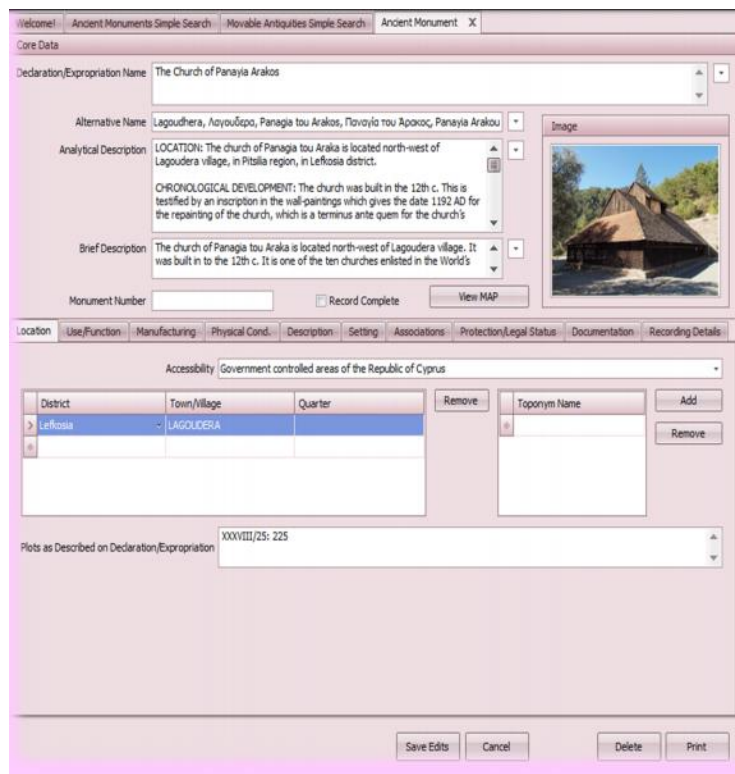 Welcome! Ancient Monuments Simple Search Movable Antiquities Simple Search Ancient Monument X
Core Data
Declaration/Expropriation Name The Church of Panayia Arakos
Alternative Name Lagoudhera, Λαγουδερα, Panagia tou Arakos, Παναγία του Άρακος, Panayia Arakou
Image
Analytical Description LOCATION: The church of Panagia tou Araka is located north-west of
Lagoudera village, in Pitsilia region, in Lefkosia district.
CHRONOLOGICAL DEVELOPMENT: The church was built in the 12th c. This is
testified by an inscription in the wall-paintings which gives the date 1192 AD for
the repainting of the church, which is a terminus ante quem for the church's
Brief Description The church of Panagia tou Araka is located north-west of Lagoudera village. It
was built in to the 12th c. It is one of the ten churches enlisted in the World's
Monument Number Record Complete View MAP
Location Use/Function Manufacturing Physical Cond. Description Setting Associations Protection/Legal Status Documentation Recording Details
Accessibility Government controlled areas of the Republic of Cyprus
District Town/Village Quarter Remove Toponym Name Add
Lefkosia LAGOUDERA
Remove
Plots as Described on Declaration/Expropriation XXXVIII/25: 225
Save Edits Cancel Delete Print